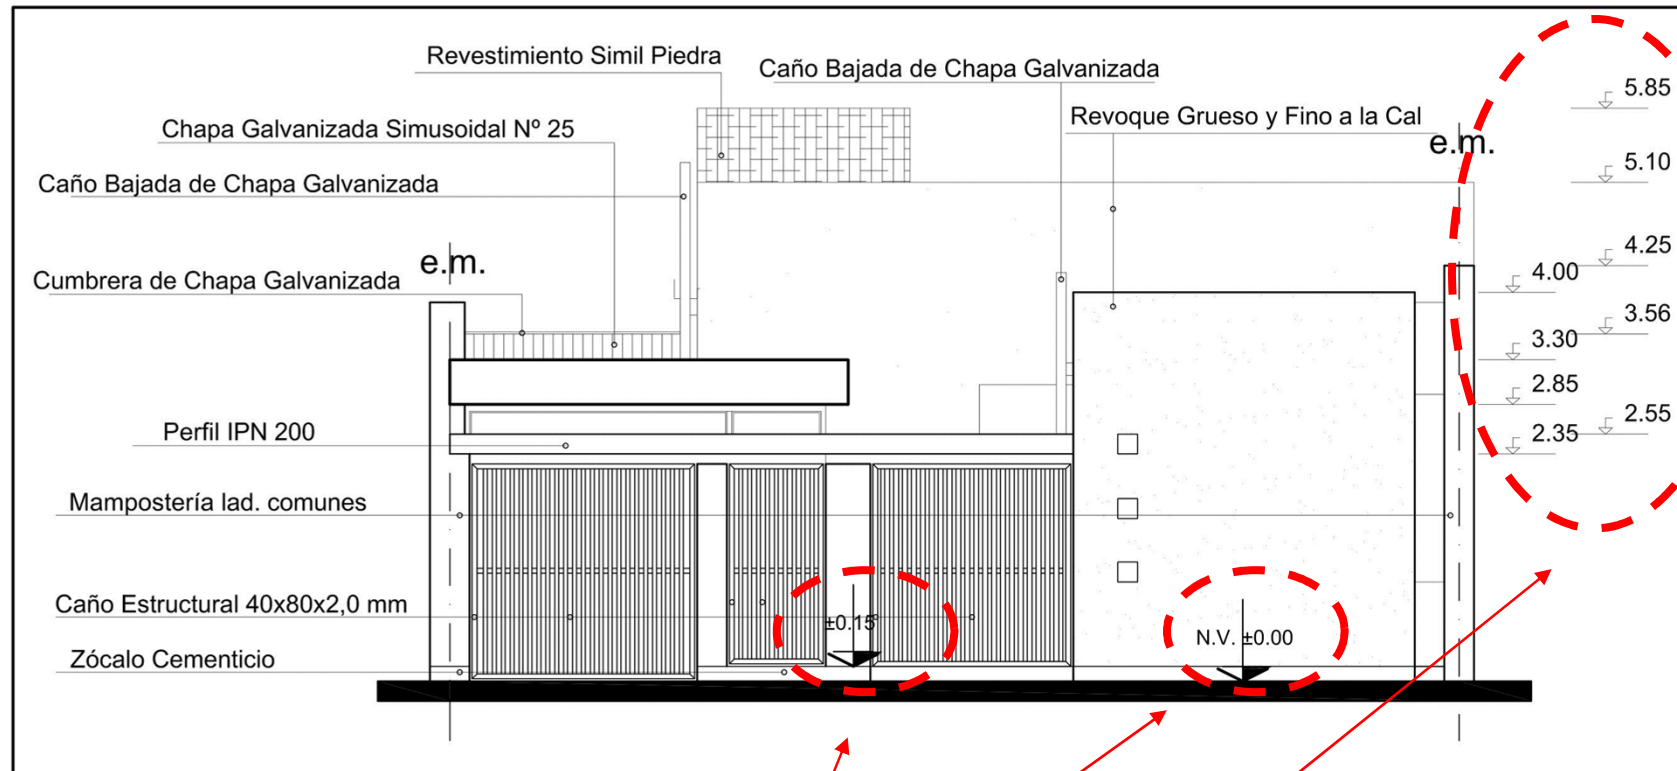 Revestimiento Simil Piedra
Caño Bajada de Chapa Galvanizada
5.85
Chapa Galvanizada Simusoidal Nº 25
Revoque Grueso y Fino a la Cal
e.m.
5.10
Caño Bajada de Chapa Galvanizada
4.25
e.m.
4.00
Cumbrera de Chapa Galvanizada
3.56
3.30
2.85
2.55
Perfil IPN 200
2.35
Mampostería lad. comunes
Caño Estructural 40x80x2,0 mm
±0.15
N.V. ±0.00
Zócalo Cementicio